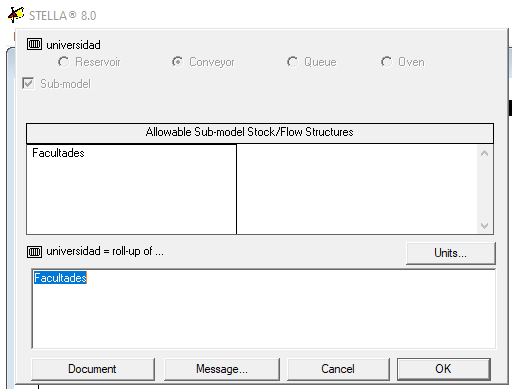 STELLA® 8.0
universidad
Reservoir Conveyor Queue Oven
Sub-model
Allowable Sub-model Stock/Flow Structures
Facultades
universidad = roll-up of ...
Units...
Facultades
Document Message... Cancel OK